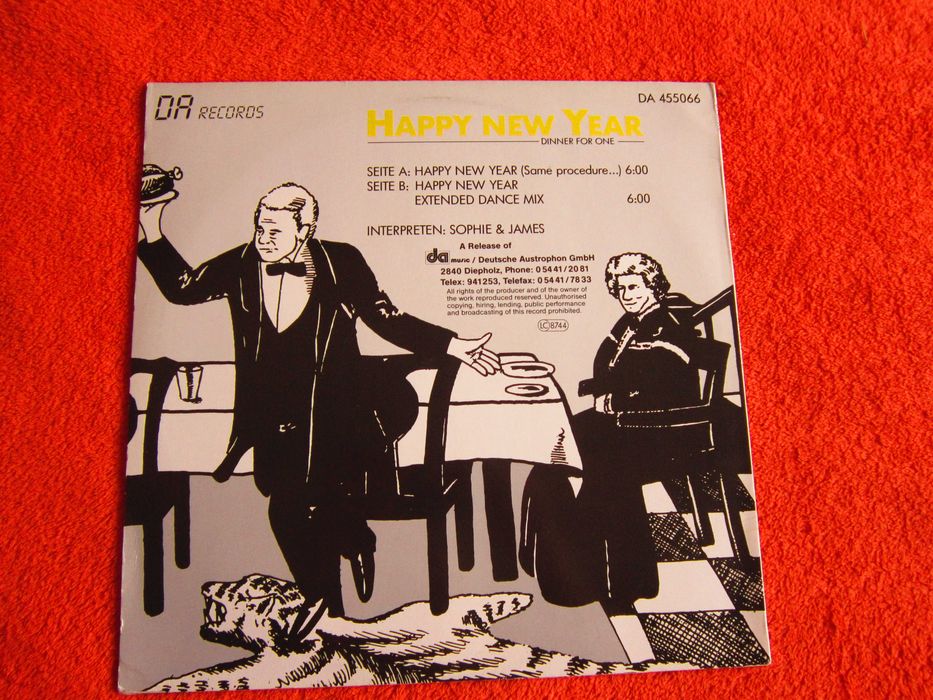 DA RECORDS
DA 455066
HAPPY NEW YEAR
DINNER FOR ONE
SEITE A: HAPPY NEW YEAR (Same procedure...) 6:00
SEITE B: HAPPY NEW YEAR
EXTENDED DANCE MIX 6:00
INTERPRETEN: SOPHIE & JAMES
A Release of
da music / Deutsche Austrophon GmbH
2840 Diepholz, Phone: 0 54 41 / 20 81
Telex: 941253, Telefax: 0 54 41 / 78 33
All rights of the producer and of the owner of
the work reproduced reserved. Unauthorised
copying, hiring, lending, public performance
and broadcasting of this record prohibited.
LC 8744